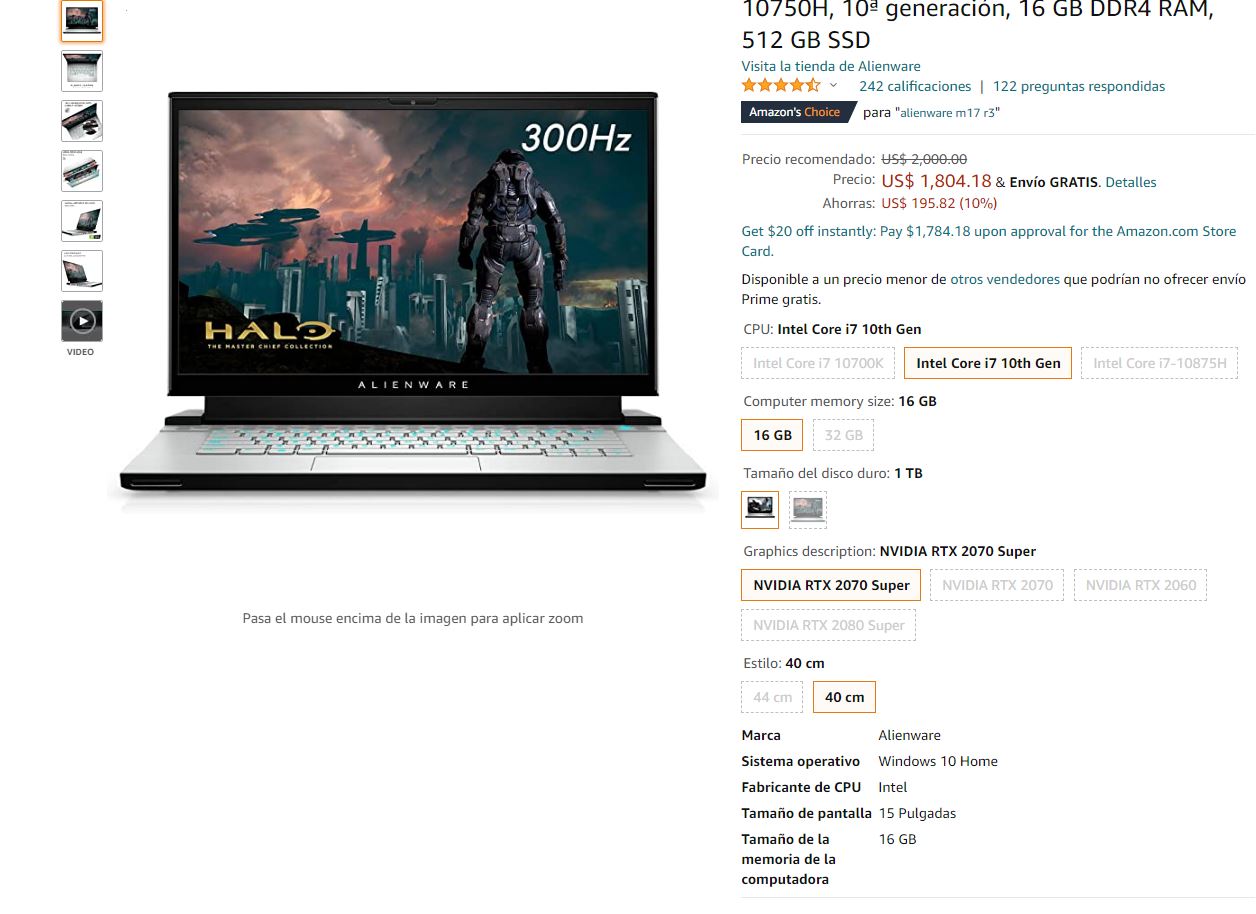 10750H, 10ª generación, 16 GB DDR4 RAM,
512 GB SSD
Visita la tienda de Alienware
242 calificaciones | 122 preguntas respondidas
Amazon's Choice para "alienware m17 r3"
Precio recomendado: US$ 2,000.00
Precio: US$ 1,804.18 & Envío GRATIS. Detalles
Ahorras: US$ 195.82 (10%)
Get $20 off instantly: Pay $1,784.18 upon approval for the Amazon.com Store
Card.
Disponible a un precio menor de otros vendedores que podrían no ofrecer envío
Prime gratis.
CPU: Intel Core i7 10th Gen
Intel Core i7 10700K Intel Core i7 10th Gen Intel Core i7-10875H
Computer memory size: 16 GB
16 GB 32 GB
Tamaño del disco duro: 1 TB
Graphics description: NVIDIA RTX 2070 Super
NVIDIA RTX 2070 Super NVIDIA RTX 2070 NVIDIA RTX 2060
NVIDIA RTX 2080 Super
Estilo: 40 cm
44 cm 40 cm
Marca Alienware
Sistema operativo Windows 10 Home
Fabricante de CPU Intel
Tamaño de pantalla 15 Pulgadas
Tamaño de la 16 GB
memoria de la
computadora
300Hz
HALO
THE MASTER CHIEF COLLECTION
ALIENWARE
VIDEO
Pasa el mouse encima de la imagen para aplicar zoom